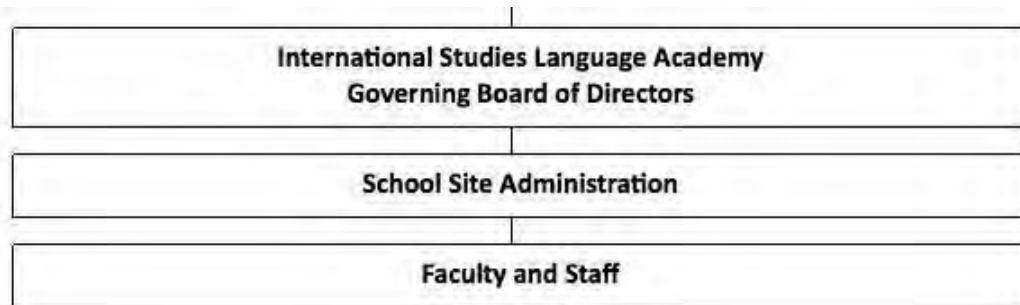 International Studies Language Academy
Governing Board of Directors
School Site Administration
Faculty and Staff